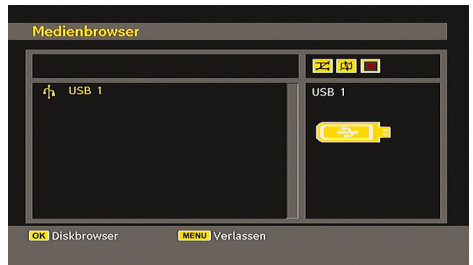 Medienbrowser
USB 1
USB 1
OK Diskbrowser
MENU Verlassen